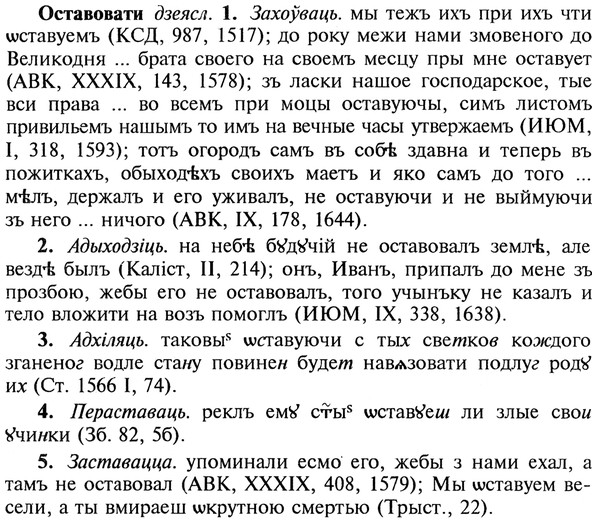 Оставовати дзеясл. 1. Захоўваць. мы тежъ ихъ при ихъ чти
ѡставуемъ (КСД, 987, 1517); до року межи нами змовеного до
Великодня ... брата своего на своемъ месцу пры мне оставует
(АВК, XXXIX, 143, 1578); зъ ласки нашое господарское, тые
вси права ... во всемъ при моцы оставуючы, симъ листомъ
привильемъ нашымъ то имъ на вечные часы утвержаемъ (ИЮМ,
I, 318, 1593); тотъ огородъ самъ въ собѣ здавна и теперь въ
пожиткахъ, обыходѣхъ своихъ маетъ и яко самъ до того ...
мѣлъ, держалъ и его уживалъ, не оставуючи и не выймуючи
зъ него ... ничого (АВК, IX, 178, 1644).
2. Адыходзіць. на небѣ бꙋдꙋчій не оставовалъ землѣ, але
вездѣ былъ (Каліст, II, 214); онъ, Иванъ, припалъ до мене зъ
прозбою, жебы его не оставовалъ, того учынъку не казалъ и
тело вложити на возъ помоглъ (ИЮМ, IX, 338, 1638).
3. Адхіляць. таковыѕ ѡставуючи с тых светков кождого
зганеног водле стану повинен будет навѧзовати подлуг родꙋ
их (Ст. 1566 I, 74).
4. Пераставаць. реклъ емꙋ ст҃ыѕ ѡставꙋеш ли злые свои
ꙋчинки (Зб. 82, 5б).
5. Заставацца. упоминали есмо его, жебы з нами ехал, а
тамъ не оставовал (АВК, XXXIX, 408, 1579); Мы ѡставуем ве-
сели, а ты вмираеш ѡкрутною смертью (Трыст., 22).